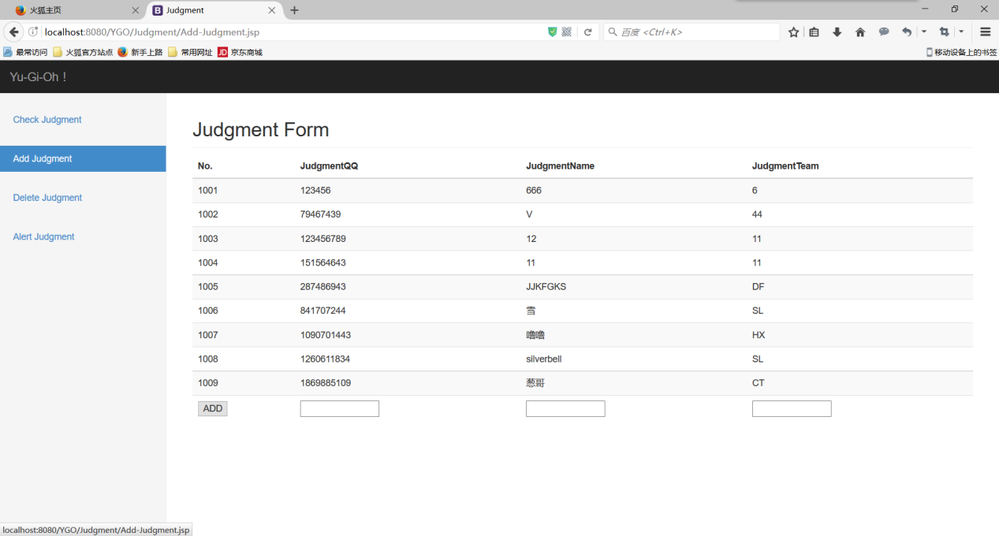 火狐主页 Judgment
localhost:8080/YGO/Judgment/Add-Judgment.jsp 百度 <Ctrl+K>
最常访问 火狐官方站点 新手上路 常用网址 JD 京东商城 移动设备上的书签
Yu-Gi-Oh！
Check Judgment
Add Judgment
Delete Judgment
Alert Judgment
Judgment Form
No. JudgmentQQ JudgmentName JudgmentTeam
1001 123456 666 6
1002 79467439 V 44
1003 123456789 12 11
1004 151564643 11 11
1005 287486943 JJKFGKS DF
1006 841707244 雪 SL
1007 1090701443 噜噜 HX
1008 1260611834 silverbell SL
1009 1869885109 葱哥 CT
ADD
localhost:8080/YGO/Judgment/Add-Judgment.jsp